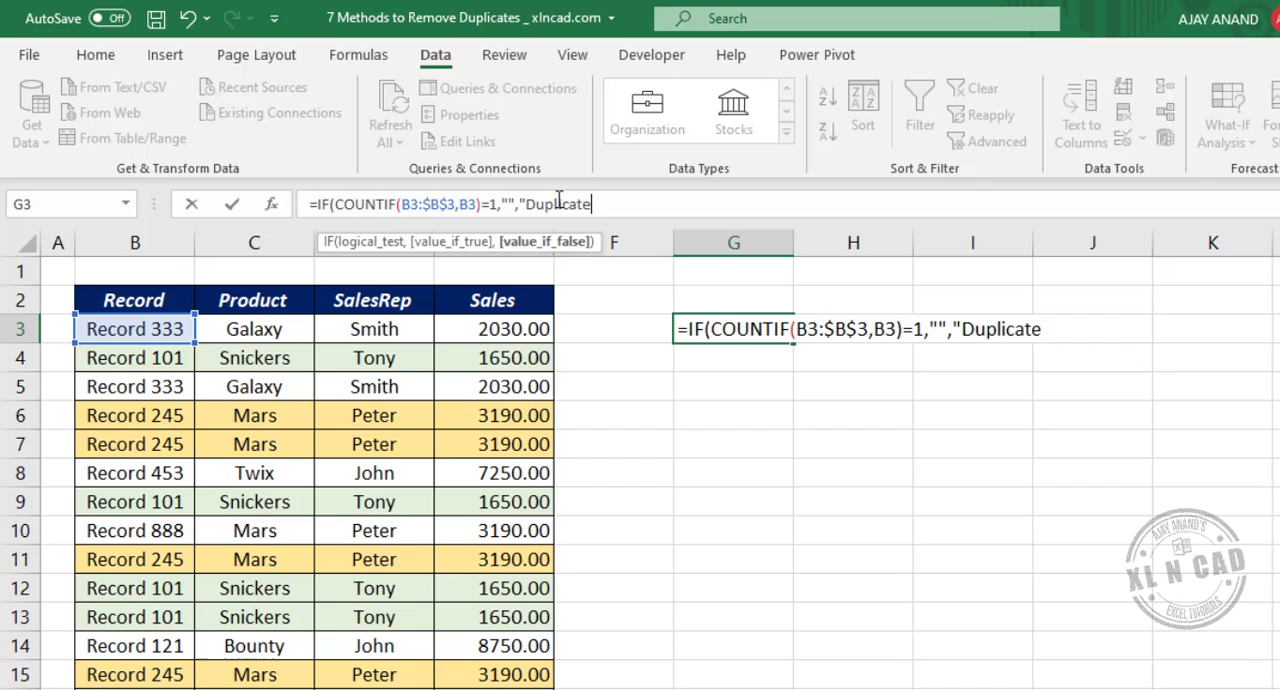 AutoSave Off 7 Methods to Remove Duplicates _ xlncad.com Search AJAY ANAND
File Home Insert Page Layout Formulas Data Review View Developer Help Power Pivot
Get Data
From Text/CSV
From Web
From Table/Range
Recent Sources
Existing Connections
Get & Transform Data
Refresh All
Queries & Connections
Properties
Edit Links
Queries & Connections
Organization Stocks
Data Types
Sort
Filter
Clear
Reapply
Advanced
Sort & Filter
Text to Columns
Data Tools
What-If Analysis
Forecast
G3 fx =IF(COUNTIF(B3:$B$3,B3)=1,"","Duplicate
IF(logical_test, [value_if_true], [value_if_false])
A B C F G H I J K
1
2 Record Product SalesRep Sales
3 Record 333 Galaxy Smith 2030.00 =IF(COUNTIF(B3:$B$3,B3)=1,"","Duplicate
4 Record 101 Snickers Tony 1650.00
5 Record 333 Galaxy Smith 2030.00
6 Record 245 Mars Peter 3190.00
7 Record 245 Mars Peter 3190.00
8 Record 453 Twix John 7250.00
9 Record 101 Snickers Tony 1650.00
10 Record 888 Mars Peter 3190.00
11 Record 245 Mars Peter 3190.00
12 Record 101 Snickers Tony 1650.00
13 Record 101 Snickers Tony 1650.00
14 Record 121 Bounty John 8750.00
15 Record 245 Mars Peter 3190.00
AJAY ANAND'S
XL N CAD
EXCEL TUTORIALS